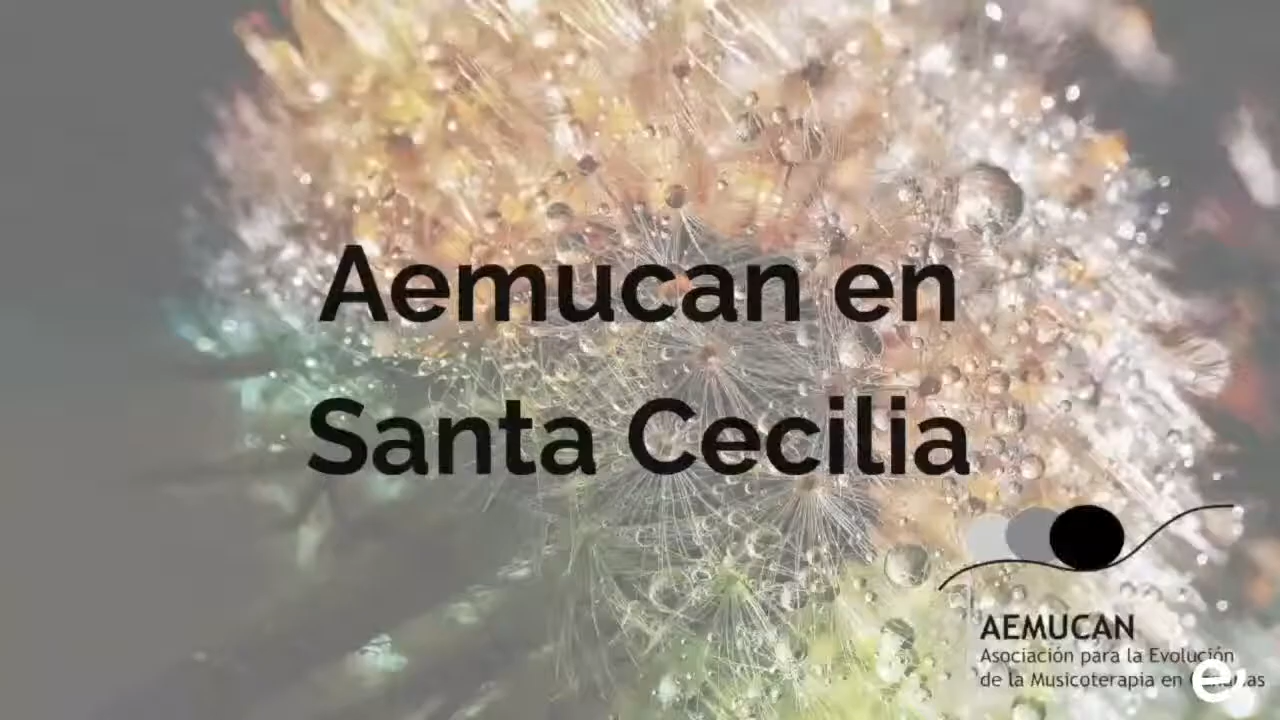 Aemucan en
Santa Cecilia
AEMUCAN
Asociación para la Evolución
de la Musicoterapia en
e